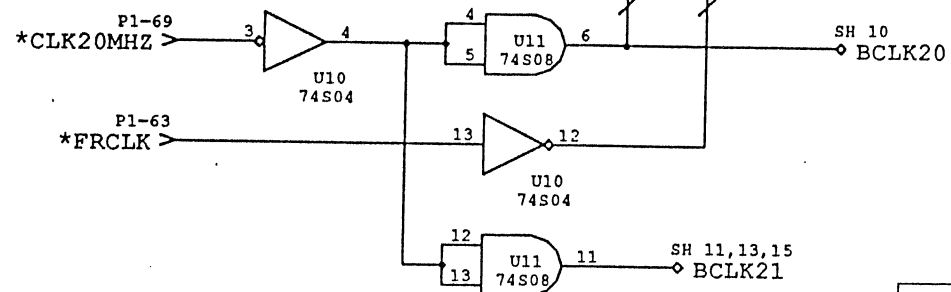 P1-69
*CLK20MHZ
3
4
U10
74S04
4
5
U11
74S08
6
SH 10
BCLK20
P1-63
*FRCLK
13
12
U10
74S04
12
13
U11
74S08
11
SH 11,13,15
BCLK21